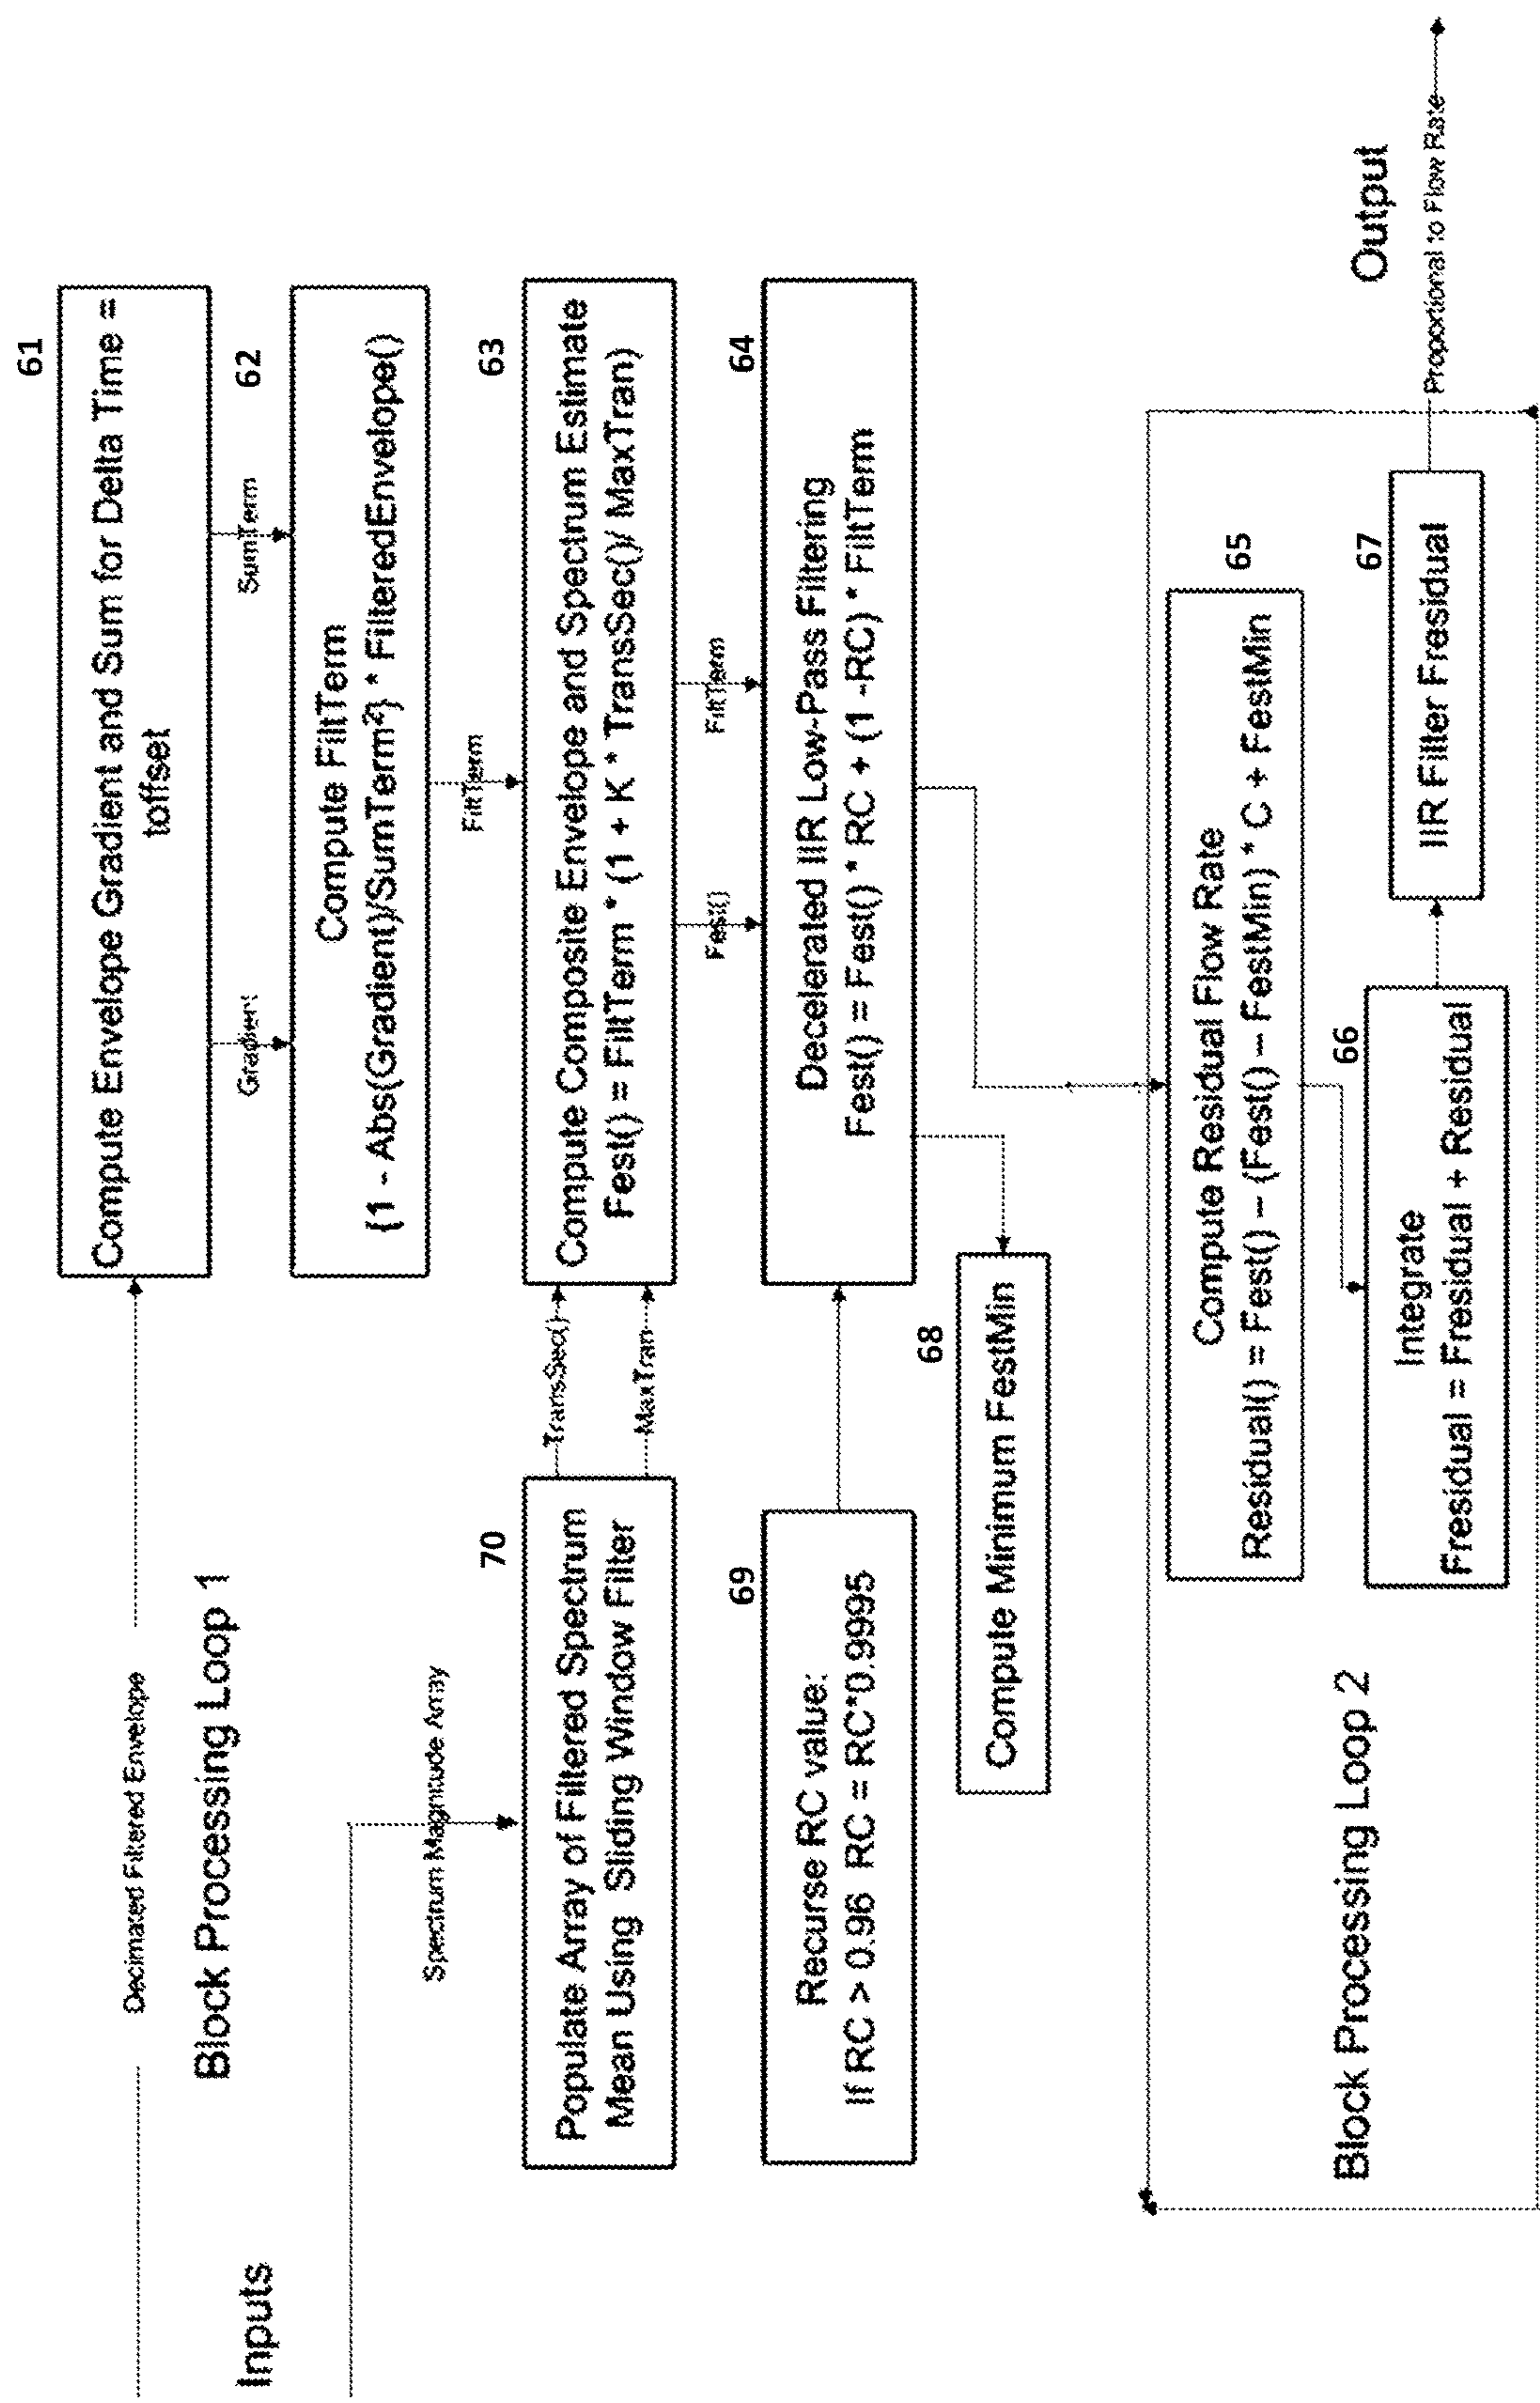 Inputs
Decimated Filtered Envelope
Block Processing Loop 1
Spectrum Magnitude Array
61
Compute Envelope Gradient and Sum for Delta Time =
toffset
Gradient
SumTerm
62
Compute FiltTerm
{1 - Abs(Gradient)/SumTerm²} * FilteredEnvelope()
FiltTerm
70
Populate Array of Filtered Spectrum
Mean Using Sliding Window Filter
TransSec()
MaxTran
63
Compute Composite Envelope and Spectrum Estimate
Fest() = FiltTerm * (1 + K * TransSec()/ MaxTran)
Fest()
FiltTerm
69
Recurse RC value:
If RC > 0.96 RC = RC*0.9995
64
Decelerated IIR Low-Pass Filtering
Fest() = Fest() * RC + (1 -RC) * FiltTerm
68
Compute Minimum FestMin
Block Processing Loop 2
65
Compute Residual Flow Rate
Residual() = Fest() – (Fest() – FestMin) * C + FestMin
66
Integrate
Fresidual = Fresidual + Residual
67
IIR Filter Fresidual
Output
Proportional to Flow Rate